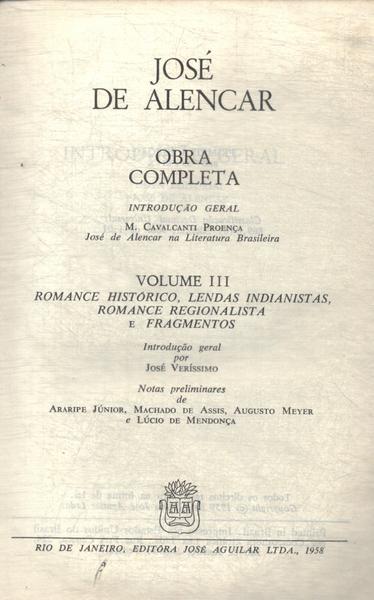 JOSÉ
DE ALENCAR
OBRA
COMPLETA
INTRODUÇÃO GERAL
M. CAVALCANTI PROENÇA
José de Alencar na Literatura Brasileira
VOLUME III
ROMANCE HISTÓRICO, LENDAS INDIANISTAS,
ROMANCE REGIONALISTA
E FRAGMENTOS
Introdução geral
por
JOSÉ VERÍSSIMO
Notas preliminares
de
ARARIPE JÚNIOR, MACHADO DE ASSIS, AUGUSTO MEYER
e LÚCIO DE MENDONÇA
RIO DE JANEIRO, EDITORA JOSÉ AGUILAR LTDA., 1958